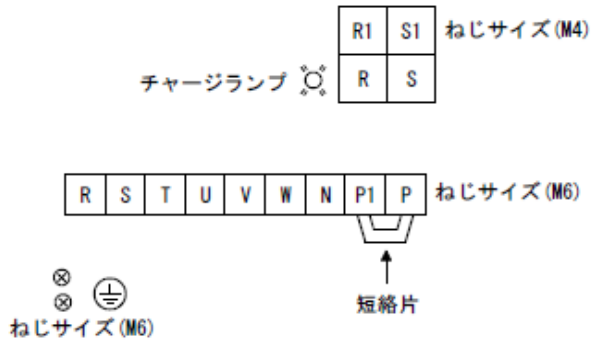 R1 S1 ねじサイズ(M4)
チャージランプ R S
R S T U V W N P1 P ねじサイズ(M6)
短絡片
ねじサイズ(M6)